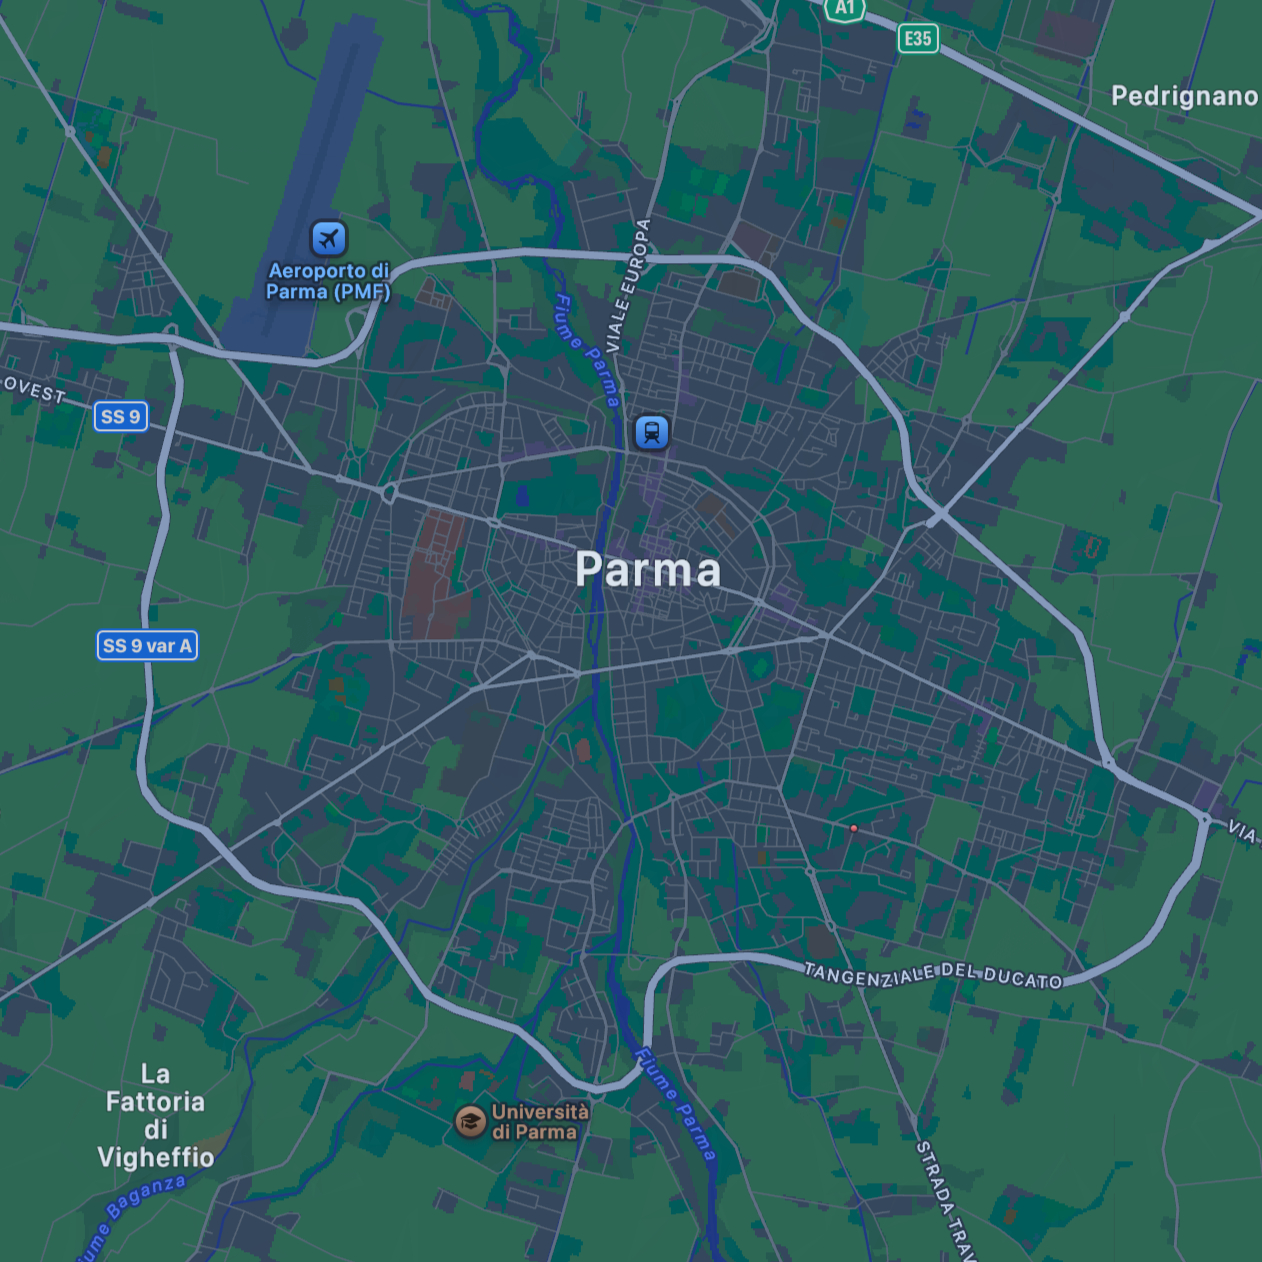 A1
E35
Pedrignano
VIALE EUROPA
Aeroporto di
Parma (PMF)
Fiume Parma
OVEST
SS 9
Parma
SS 9 var A
VIA
TANGENZIALE DEL DUCATO
La
Fattoria
di
Vigheffio
Università
di Parma
Fiume Parma
STRADA TRAV
iume Baganza